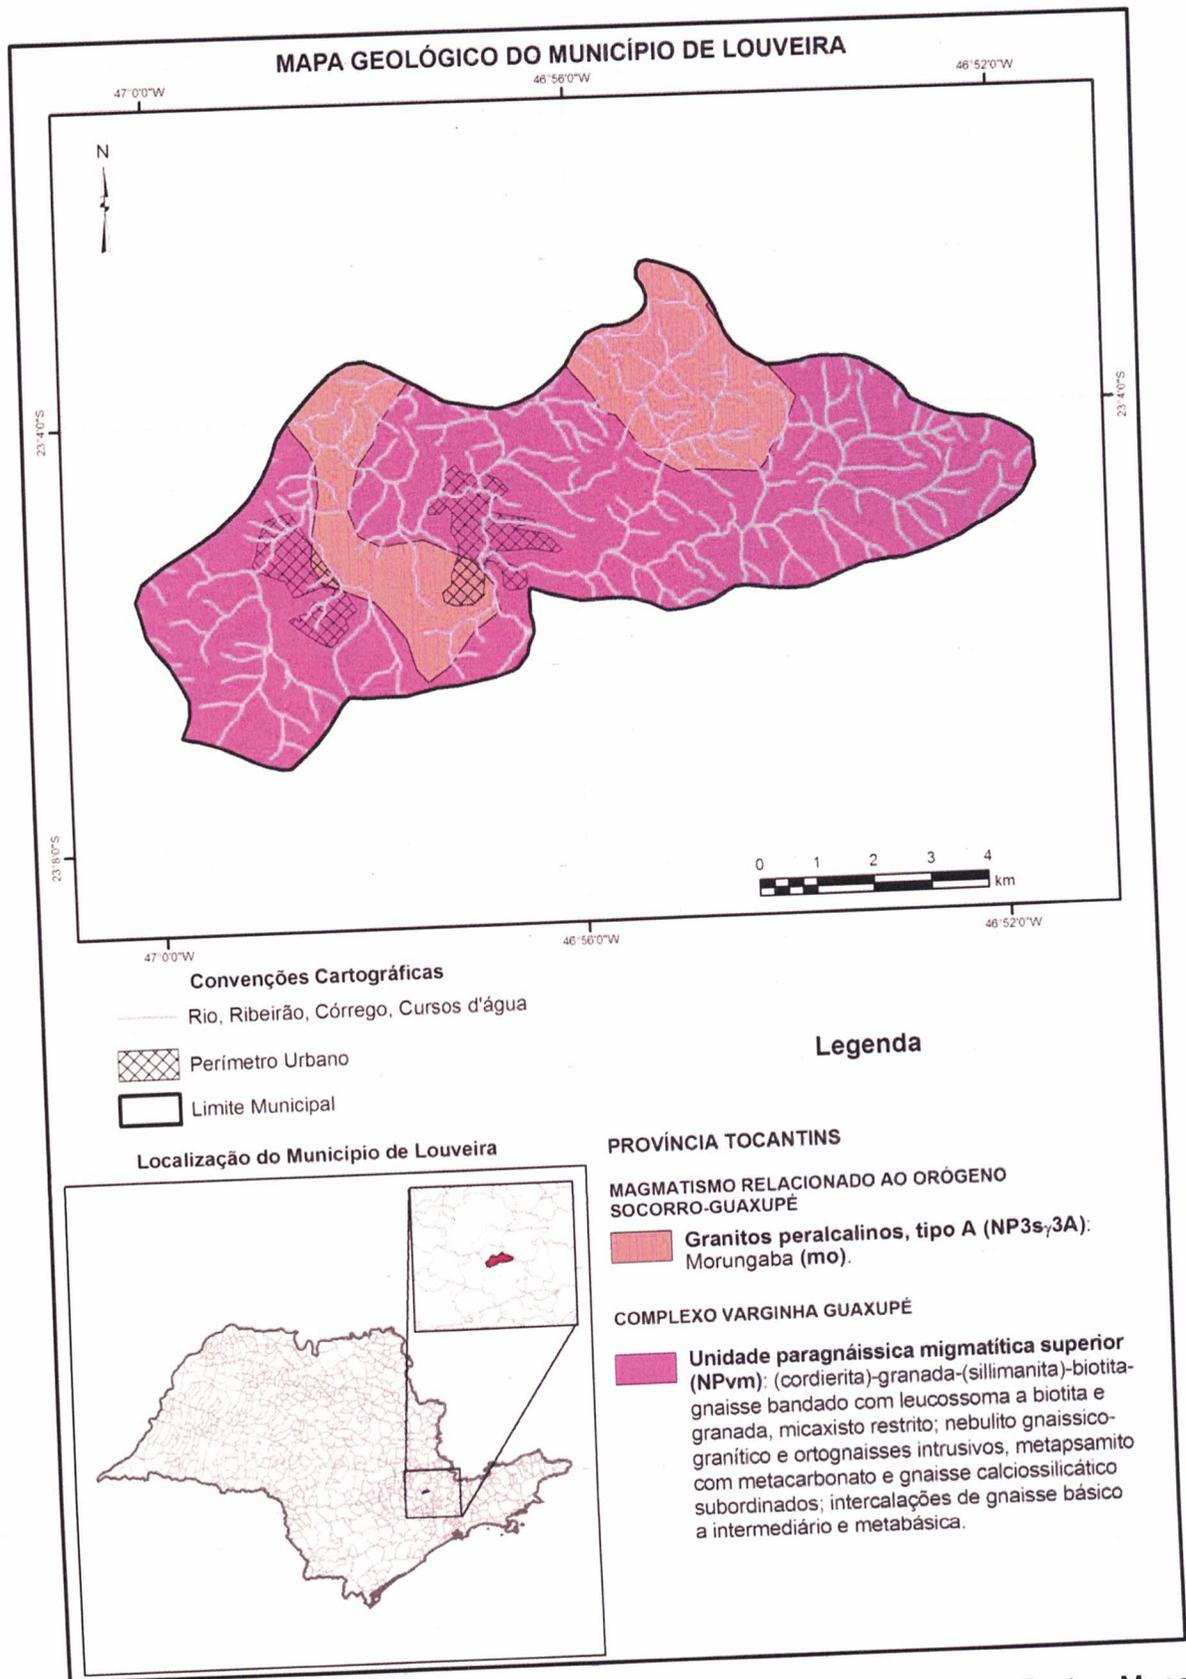 MAPA GEOLÓGICO DO MUNICÍPIO DE LOUVEIRA
47°0'0"W
46°56'0"W
46°52'0"W
N
23°4'0"S
23°4'0"S
23°8'0"S
0 1 2 3 4
km
47°0'0"W
46°56'0"W
46°52'0"W
Convenções Cartográficas
Rio, Ribeirão, Córrego, Cursos d'água
Perímetro Urbano
Limite Municipal
Localização do Município de Louveira
Legenda
PROVÍNCIA TOCANTINS
MAGMATISMO RELACIONADO AO ORÓGENO
SOCORRO-GUAXUPÉ
Granitos peralcalinos, tipo A (NP3sγ3A):
Morungaba (mo).
COMPLEXO VARGINHA GUAXUPÉ
Unidade paragnáissica migmatítica superior
(NPvm): (cordierita)-granada-(sillimanita)-biotita-
gnaisse bandado com leucossoma a biotita e
granada, micaxisto restrito; nebulito gnaissico-
granítico e ortognaisses intrusivos, metapsamito
com metacarbonato e gnaisse calciossilicático
subordinados; intercalações de gnaisse básico
a intermediário e metabásica.